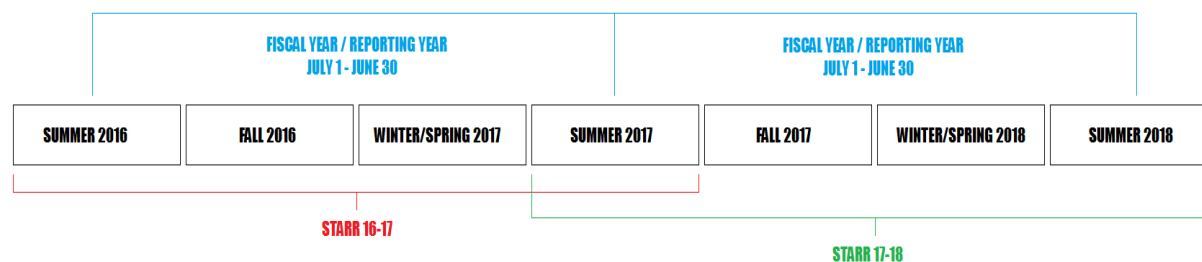 FISCAL YEAR / REPORTING YEAR
JULY 1 - JUNE 30
FISCAL YEAR / REPORTING YEAR
JULY 1 - JUNE 30
SUMMER 2016
FALL 2016
WINTER/SPRING 2017
SUMMER 2017
FALL 2017
WINTER/SPRING 2018
SUMMER 2018
STARR 16-17
STARR 17-18